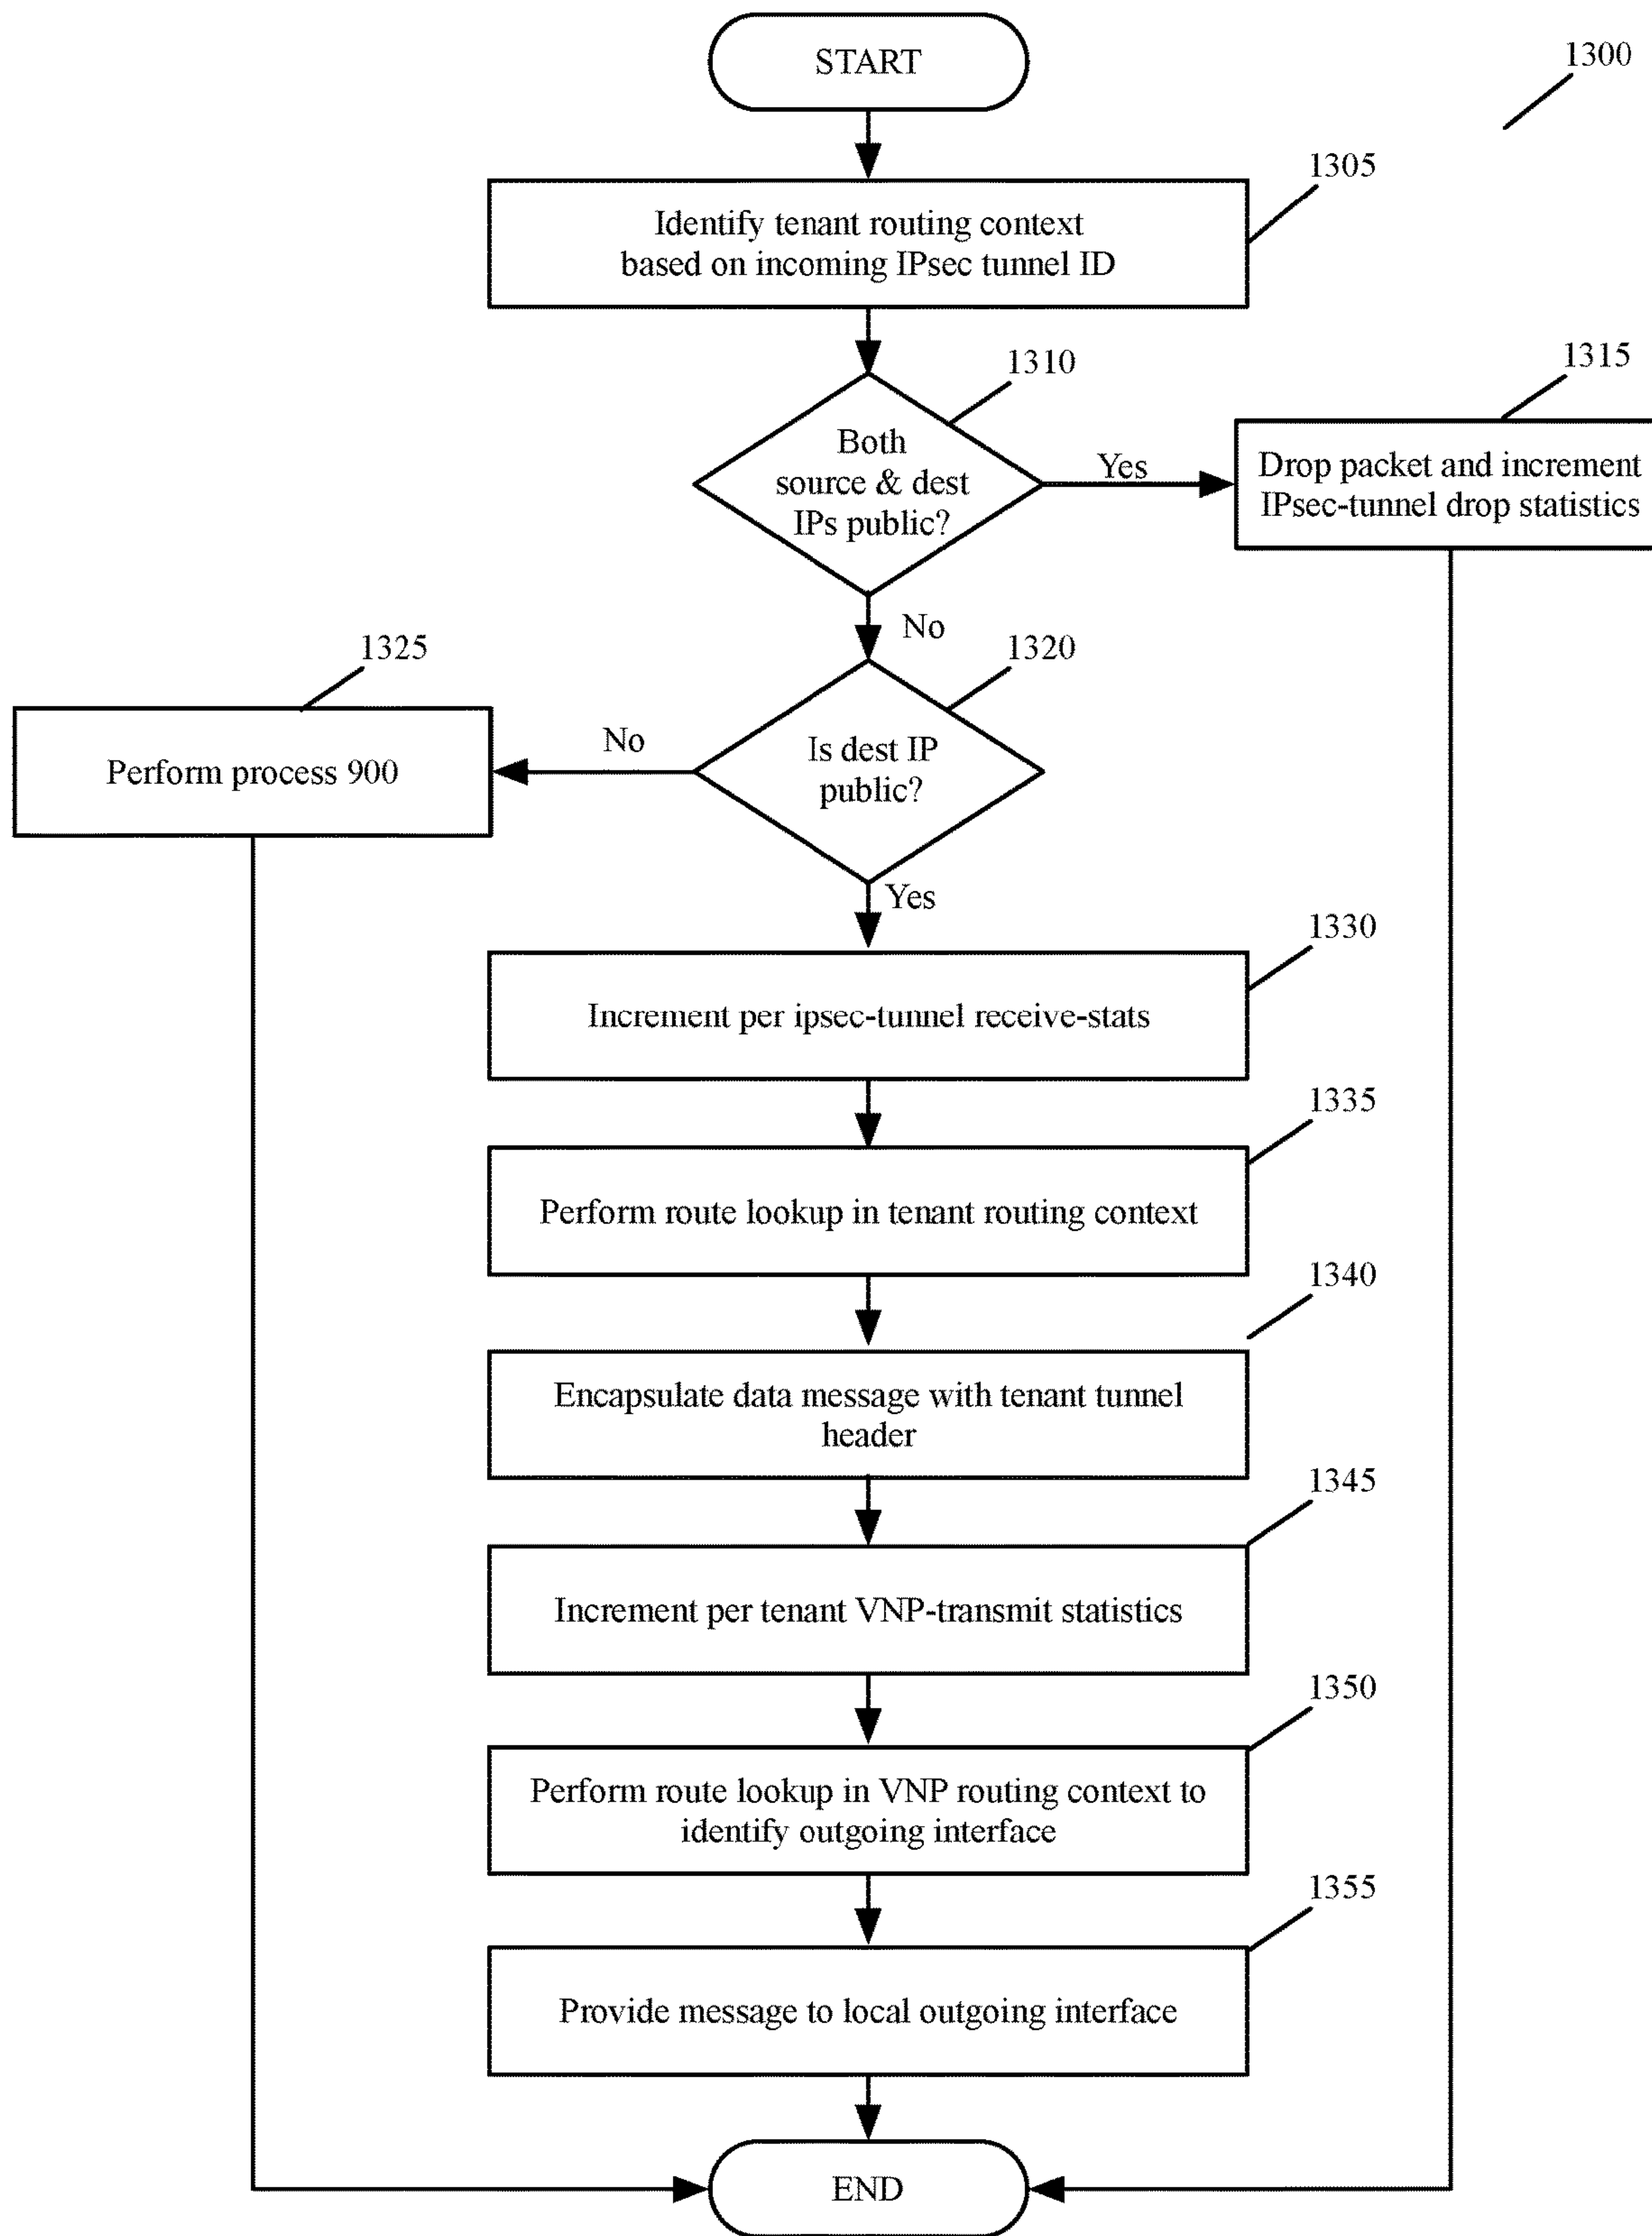 START
1300
1305
Identify tenant routing context
based on incoming IPsec tunnel ID
1310
1315
Both
source & dest
IPs public?
Yes
Drop packet and increment
IPsec-tunnel drop statistics
No
1325
1320
Perform process 900
No
Is dest IP
public?
Yes
1330
Increment per ipsec-tunnel receive-stats
1335
Perform route lookup in tenant routing context
1340
Encapsulate data message with tenant tunnel
header
1345
Increment per tenant VNP-transmit statistics
1350
Perform route lookup in VNP routing context to
identify outgoing interface
1355
Provide message to local outgoing interface
END